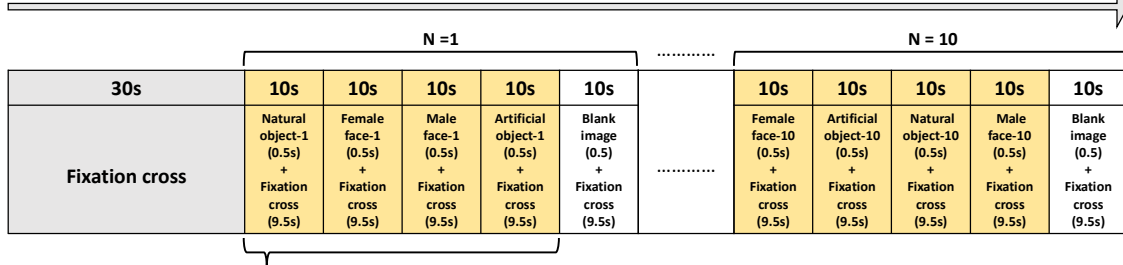 N =1
…………
N = 10
30s
10s
10s
10s
10s
10s
10s
10s
10s
10s
10s
Fixation cross
Natural
object-1
(0.5s)
+
Fixation
cross
(9.5s)
Female
face-1
(0.5s)
+
Fixation
cross
(9.5s)
Male
face-1
(0.5s)
+
Fixation
cross
(9.5s)
Artificial
object-1
(0.5s)
+
Fixation
cross
(9.5s)
Blank
image
(0.5)
+
Fixation
cross
(9.5s)
…………
Female
face-10
(0.5s)
+
Fixation
cross
(9.5s)
Artificial
object-10
(0.5s)
+
Fixation
cross
(9.5s)
Natural
object-10
(0.5s)
+
Fixation
cross
(9.5s)
Male
face-10
(0.5s)
+
Fixation
cross
(9.5s)
Blank
image
(0.5)
+
Fixation
cross
(9.5s)